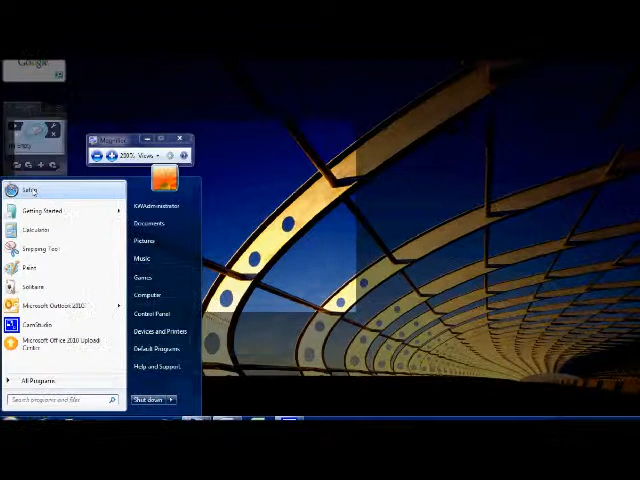 Google
Magnifier
200% Views
Safari
KWAdministrator
Getting Started
Documents
Calculator
Pictures
Snipping Tool
Music
Paint
Games
Solitaire
Computer
Microsoft Outlook 2010
Control Panel
CamStudio
Devices and Printers
Microsoft Office 2010 Upload
Center
Default Programs
Help and Support
All Programs
Search programs and files
Shut down